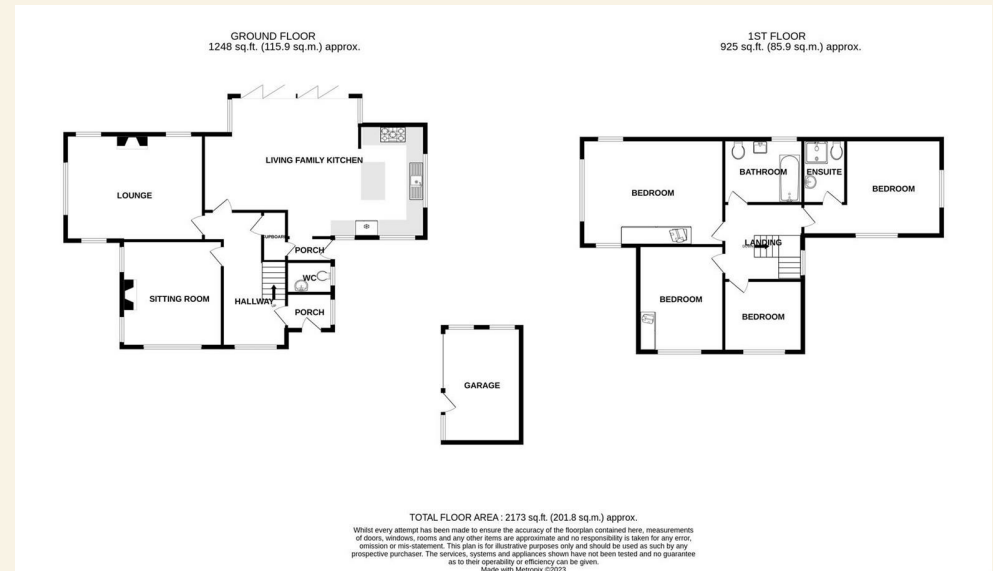 GROUND FLOOR
1248 sq.ft. (115.9 sq.m.) approx.
1ST FLOOR
925 sq.ft. (85.9 sq.m.) approx.
LIVING FAMILY KITCHEN
LOUNGE
PORCH
WC
SITTING ROOM
HALLWAY
PORCH
BATHROOM
ENSUITE
BEDROOM
BEDROOM
LANDING
BEDROOM
BEDROOM
GARAGE
TOTAL FLOOR AREA : 2173 sq.ft. (201.8 sq.m.) approx.
Whilst every attempt has been made to ensure the accuracy of the floorplan contained here, measurements
of doors, windows, rooms and any other items are approximate and no responsibility is taken for any error,
omission or mis-statement. This plan is for illustrative purposes only and should be used as such by any
prospective purchaser. The services, systems and appliances shown have not been tested and no guarantee
as to their operability or efficiency can be given.
Made with Metropix ©2023